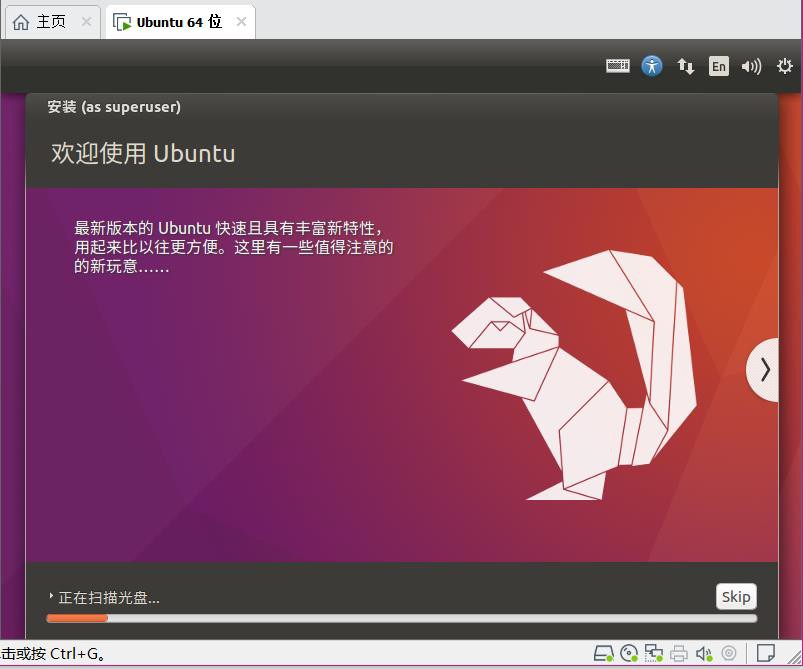 主页
Ubuntu 64 位
En
安装 (as superuser)
欢迎使用 Ubuntu
最新版本的 Ubuntu 快速且具有丰富新特性，
用起来比以往更方便。这里有一些值得注意的
的新玩意……
正在扫描光盘...
Skip
击或按 Ctrl+G。